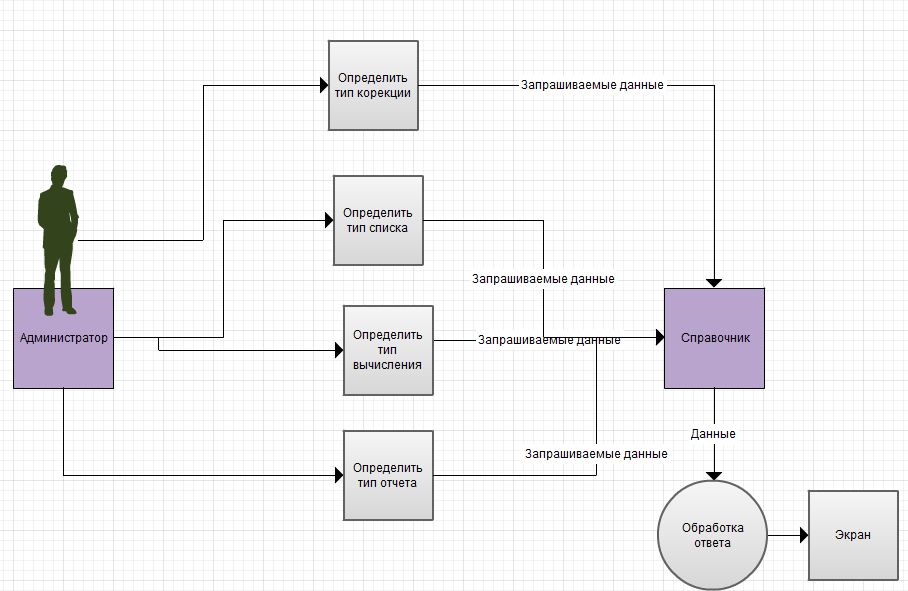 Определить
тип корекции
Запрашиваемые данные
Определить
тип списка
Запрашиваемые данные
Администратор
Определить
тип
вычисления
Запрашиваемые данные
Справочник
Данные
Запрашиваемые данные
Определить
тип отчета
Обработка
ответа
Экран